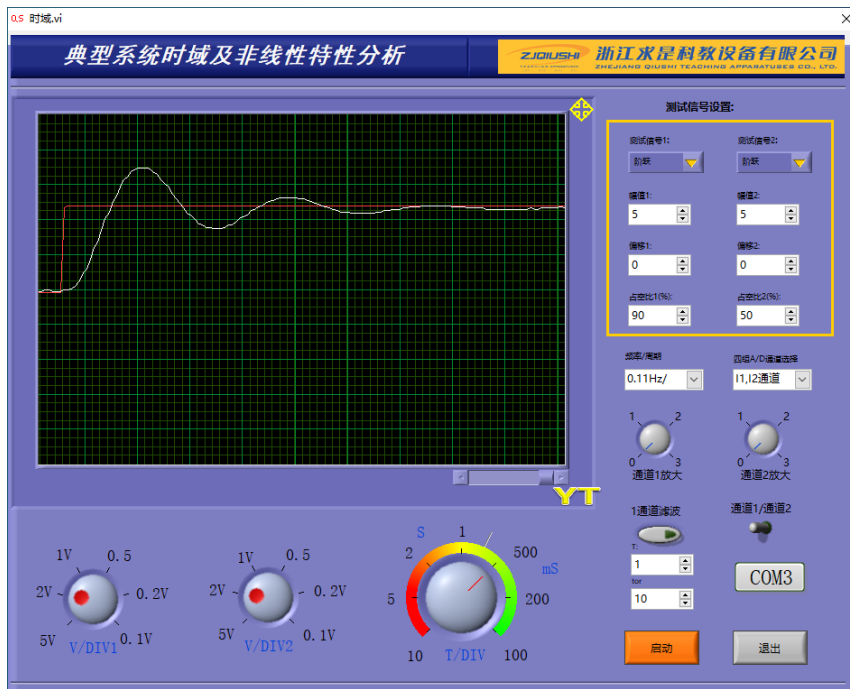 0.5 时域.vi
典型系统时域及非线性特性分析
ZJQIUSHI 浙江求是科教设备有限公司
ZHEJIANG QIUSHI TEACHING APPARATUSES CO., LTD.
测试信号设置:
测试信号1: 测试信号2:
阶跃 阶跃
幅值1: 幅值2:
5 5
偏移1: 偏移2:
0 0
占空比1(%): 占空比2(%):
90 50
频率/周期 四组A/D通道选择
0.11Hz/ I1,I2通道
1 2 1 2
0 3 0 3
通道1放大 通道2放大
YT
1通道滤波 通道1/通道2
T:
1
tor
10
COM3
启动 退出
1V 0.5
2V 0.2V
5V 0.1V
V/DIV1
1V 0.5
2V 0.2V
5V 0.1V
V/DIV2
S 1
2 500
mS
5 200
10 T/DIV 100